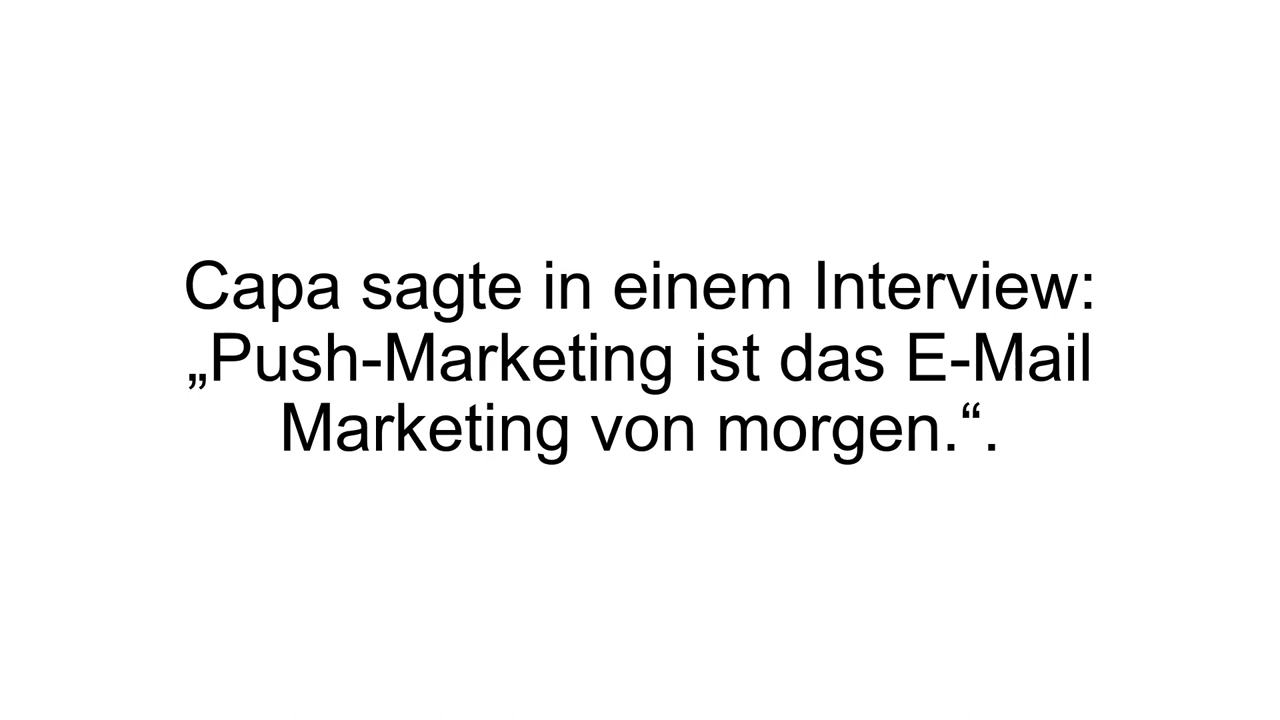 Capa sagte in einem Interview:
„Push-Marketing ist das E-Mail
Marketing von morgen.“.